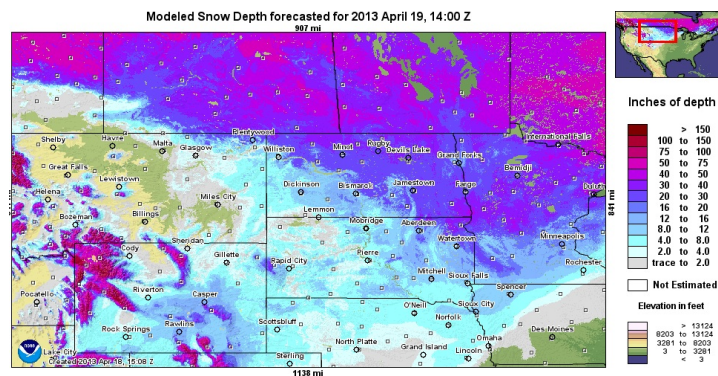 Modeled Snow Depth forecasted for 2013 April 19, 14:00 Z
907 mi
Inches of depth
> 150
100 to 150
75 to 100
50 to 75
40 to 50
30 to 40
20 to 30
16 to 20
12 to 16
8.0 to 12
4.0 to 8.0
2.0 to 4.0
trace to 2.0
Not Estimated
Elevation in feet
> 13124
8203 to 13124
3281 to 8203
3 to 3281
< 3
841 mi
Shelby
Havre
Malta
Glasgow
Plentywood
Williston
Minot
Rugby
Devils Lake
Grand Forks
International Falls
Great Falls
Lewistown
Bemidji
Helena
Miles City
Dickinson
Bismarck
Jamestown
Fargo
Duluth
Bozeman
Billings
Lemmon
Mobridge
Aberdeen
Cody
Sheridan
Gillette
Rapid City
Pierre
Watertown
Minneapolis
Rochester
Pocatello
Riverton
Casper
Mitchell
Sioux Falls
Spencer
Rock Springs
Rawlins
Scottsbluff
O'Neill
Norfolk
Sioux City
Lake City
North Platte
Grand Island
Omaha
Lincoln
Des Moines
Sterling
Created 2013 Apr 18, 15:08 Z
1138 mi